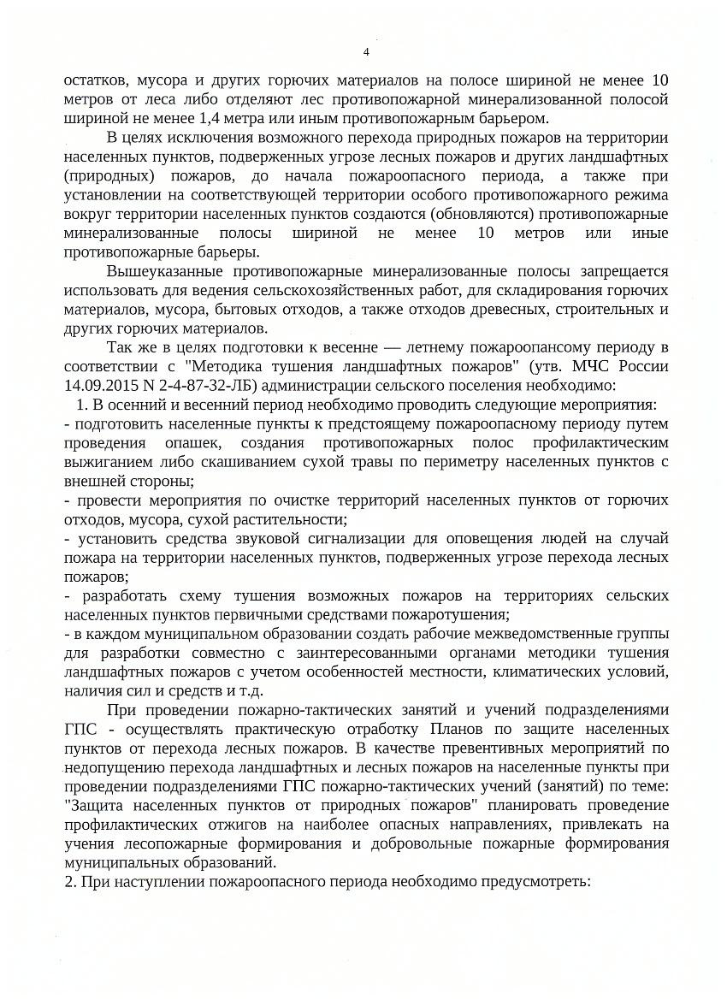 4
остатков, мусора и других горючих материалов на полосе шириной не менее 10
метров от леса либо отделяют лес противопожарной минерализованной полосой
шириной не менее 1,4 метра или иным противопожарным барьером.
В целях исключения возможного перехода природных пожаров на территории
населенных пунктов, подверженных угрозе лесных пожаров и других ландшафтных
(природных) пожаров, до начала пожароопасного периода, а также при
установлении на соответствующей территории особого противопожарного режима
вокруг территории населенных пунктов создаются (обновляются) противопожарные
минерализованные полосы шириной не менее 10 метров или иные
противопожарные барьеры.
Вышеуказанные противопожарные минерализованные полосы запрещается
использовать для ведения сельскохозяйственных работ, для складирования горючих
материалов, мусора, бытовых отходов, а также отходов древесных, строительных и
других горючих материалов.
Так же в целях подготовки к весенне — летнему пожароопансому периоду в
соответствии с "Методика тушения ландшафтных пожаров" (утв. МЧС России
14.09.2015 N 2-4-87-32-ЛБ) администрации сельского поселения необходимо:
1. В осенний и весенний период необходимо проводить следующие мероприятия:
- подготовить населенные пункты к предстоящему пожароопасному периоду путем
проведения опашек, создания противопожарных полос профилактическим
выжиганием либо скашиванием сухой травы по периметру населенных пунктов с
внешней стороны;
- провести мероприятия по очистке территорий населенных пунктов от горючих
отходов, мусора, сухой растительности;
- установить средства звуковой сигнализации для оповещения людей на случай
пожара на территории населенных пунктов, подверженных угрозе перехода лесных
пожаров;
- разработать схему тушения возможных пожаров на территориях сельских
населенных пунктов первичными средствами пожаротушения;
- в каждом муниципальном образовании создать рабочие межведомственные группы
для разработки совместно с заинтересованными органами методики тушения
ландшафтных пожаров с учетом особенностей местности, климатических условий,
наличия сил и средств и т.д.
При проведении пожарно-тактических занятий и учений подразделениями
ГПС - осуществлять практическую отработку Планов по защите населенных
пунктов от перехода лесных пожаров. В качестве превентивных мероприятий по
недопущению перехода ландшафтных и лесных пожаров на населенные пункты при
проведении подразделениями ГПС пожарно-тактических учений (занятий) по теме:
"Защита населенных пунктов от природных пожаров" планировать проведение
профилактических отжигов на наиболее опасных направлениях, привлекать на
учения лесопожарные формирования и добровольные пожарные формирования
муниципальных образований.
2. При наступлении пожароопасного периода необходимо предусмотреть: